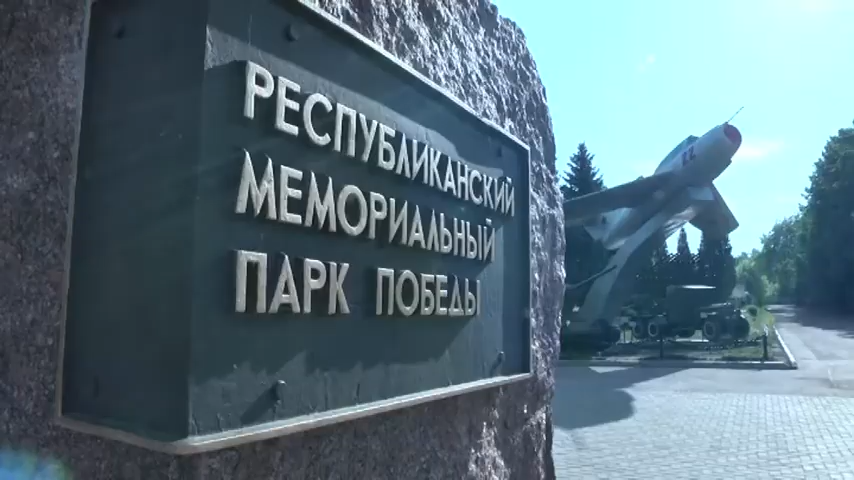 РЕСПУБЛИКАНСКИЙ
МЕМОРИАЛЬНЫЙ
ПАРК ПОБЕДЫ